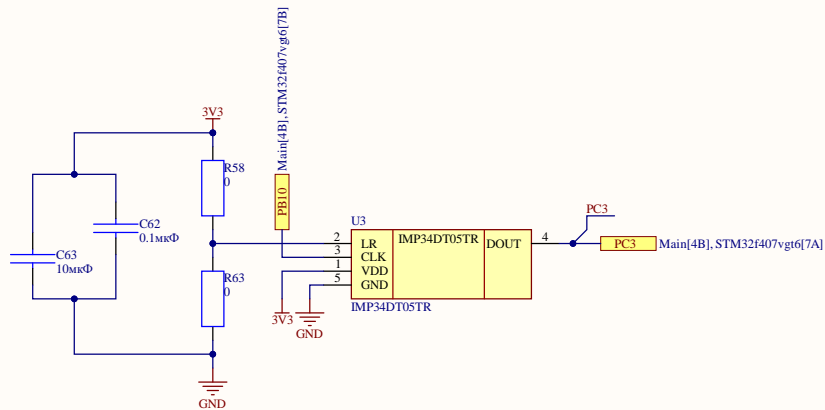 Main[4B], STM32f407vgt6[7B]
3V3
R58
0
PB10
C62
0.1мкФ
C63
10мкФ
R63
0
U3
PC3
2
LR
IMP34DT05TR
DOUT
4
3
CLK
1
VDD
5
GND
PC3
Main[4B], STM32f407vgt6[7A]
IMP34DT05TR
3V3
GND
GND